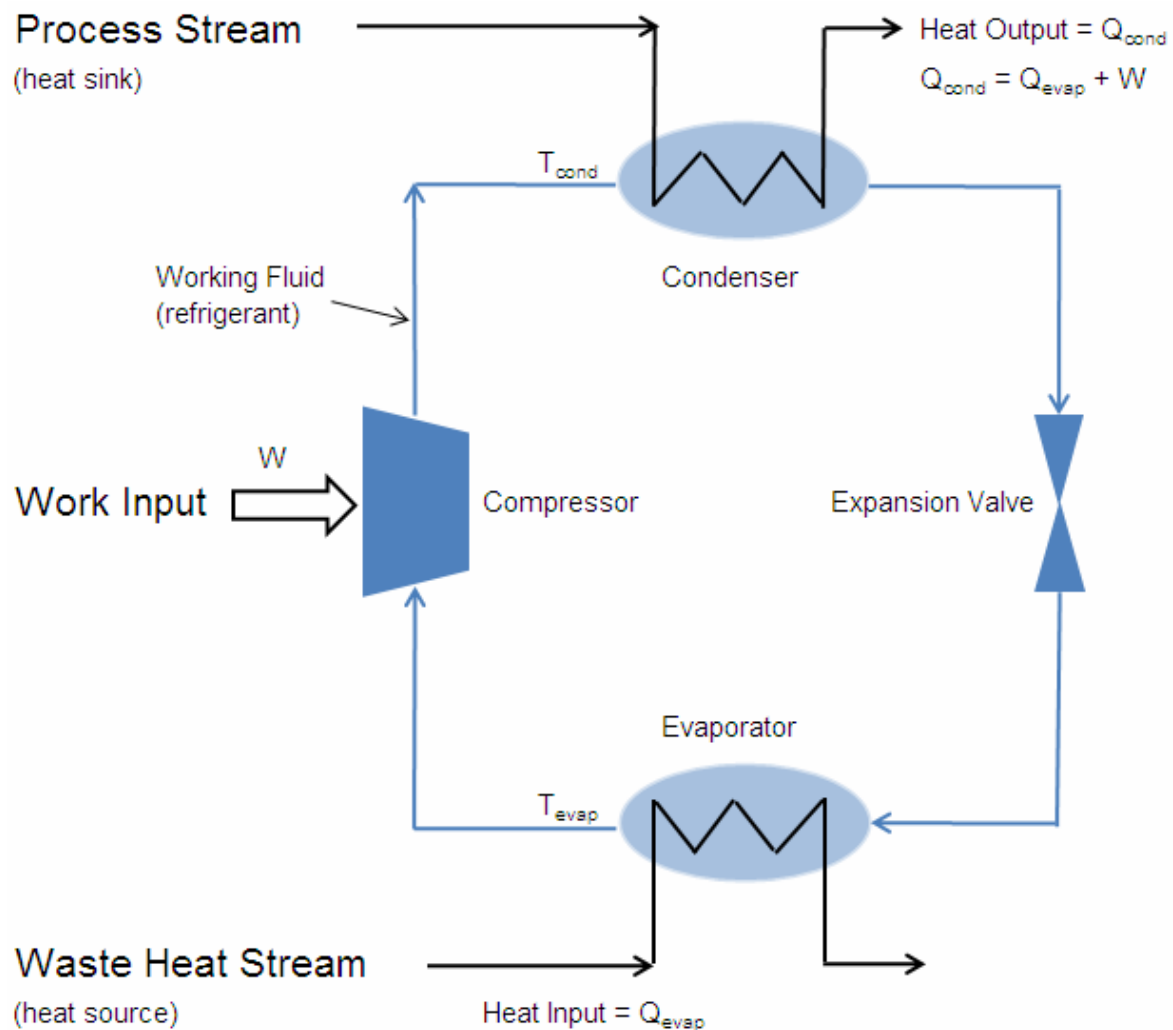 Process Stream
(heat sink)
Heat Output = Qcond
Qcond = Qevap + W
Tcond
Condenser
Working Fluid
(refrigerant)
W
Work Input
Compressor
Expansion Valve
Evaporator
Tevap
Waste Heat Stream
(heat source)
Heat Input = Qevap